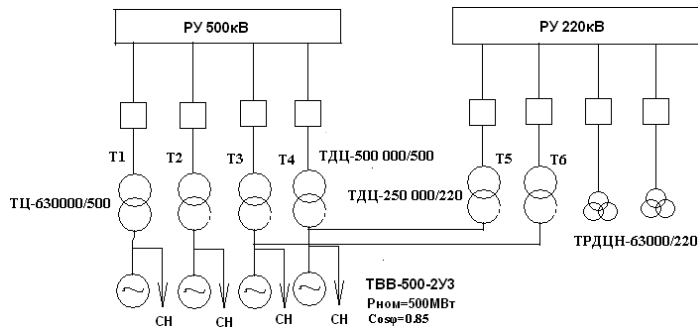 РУ 500кВ
РУ 220кВ
Т1
Т2
Т3
Т4
ТДЦ-500 000/500
Т5
Т6
ТЦ-630000/500
ТДЦ-250 000/220
ТРДЦН-63000/220
СН
СН
СН
СН
ТВВ-500-2У3
Рном=500МВт
Cosφ=0.85